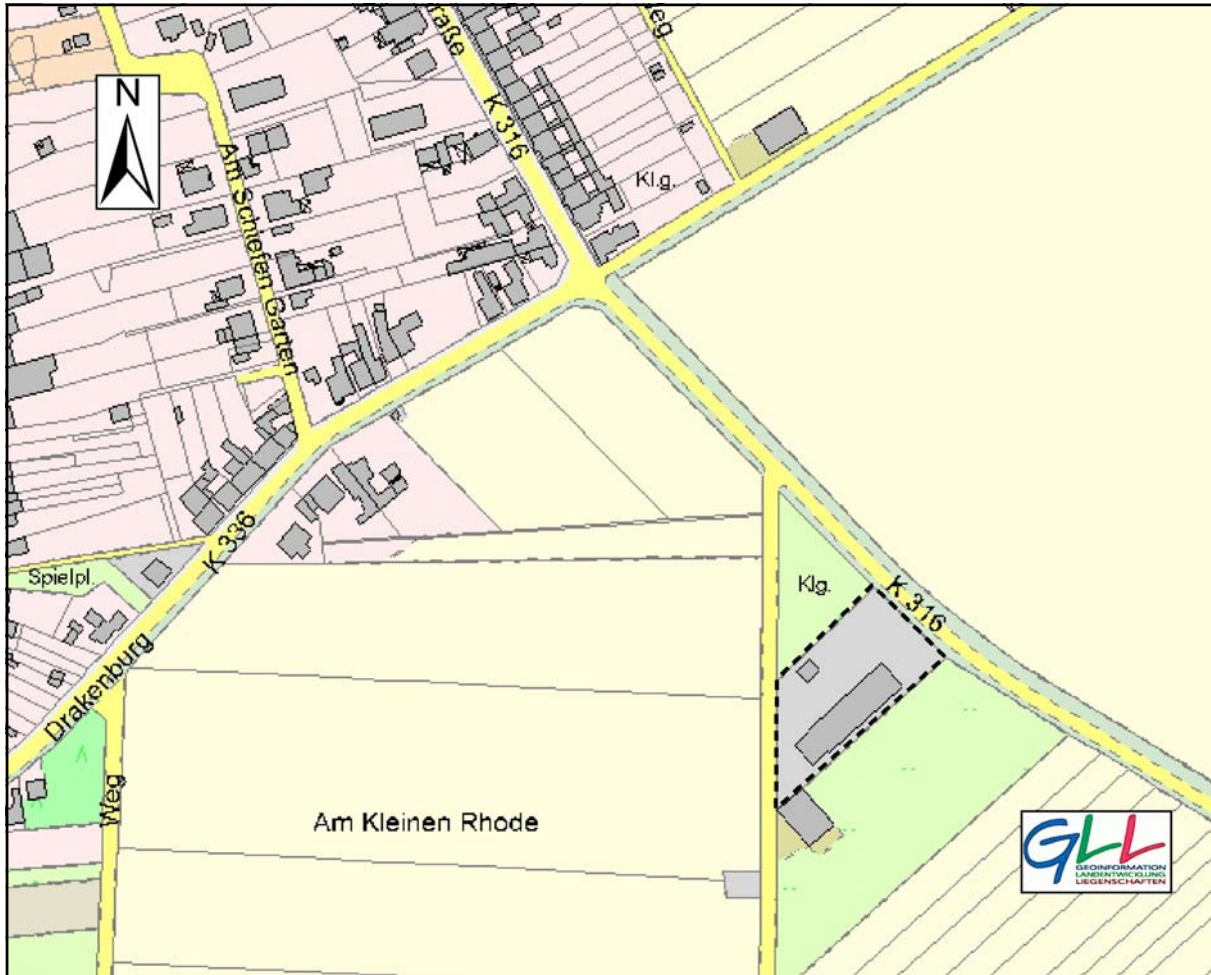 N
raße
K 316
Weg
Kl.g.
Am Schiefen Garten
K 336
Spielpl.
Drakenburg
Klg.
K 316
Weg
Am Kleinen Rhode
GLL
GEOINFORMATION
LANDENTWICKLUNG
LIEGENSCHAFTEN